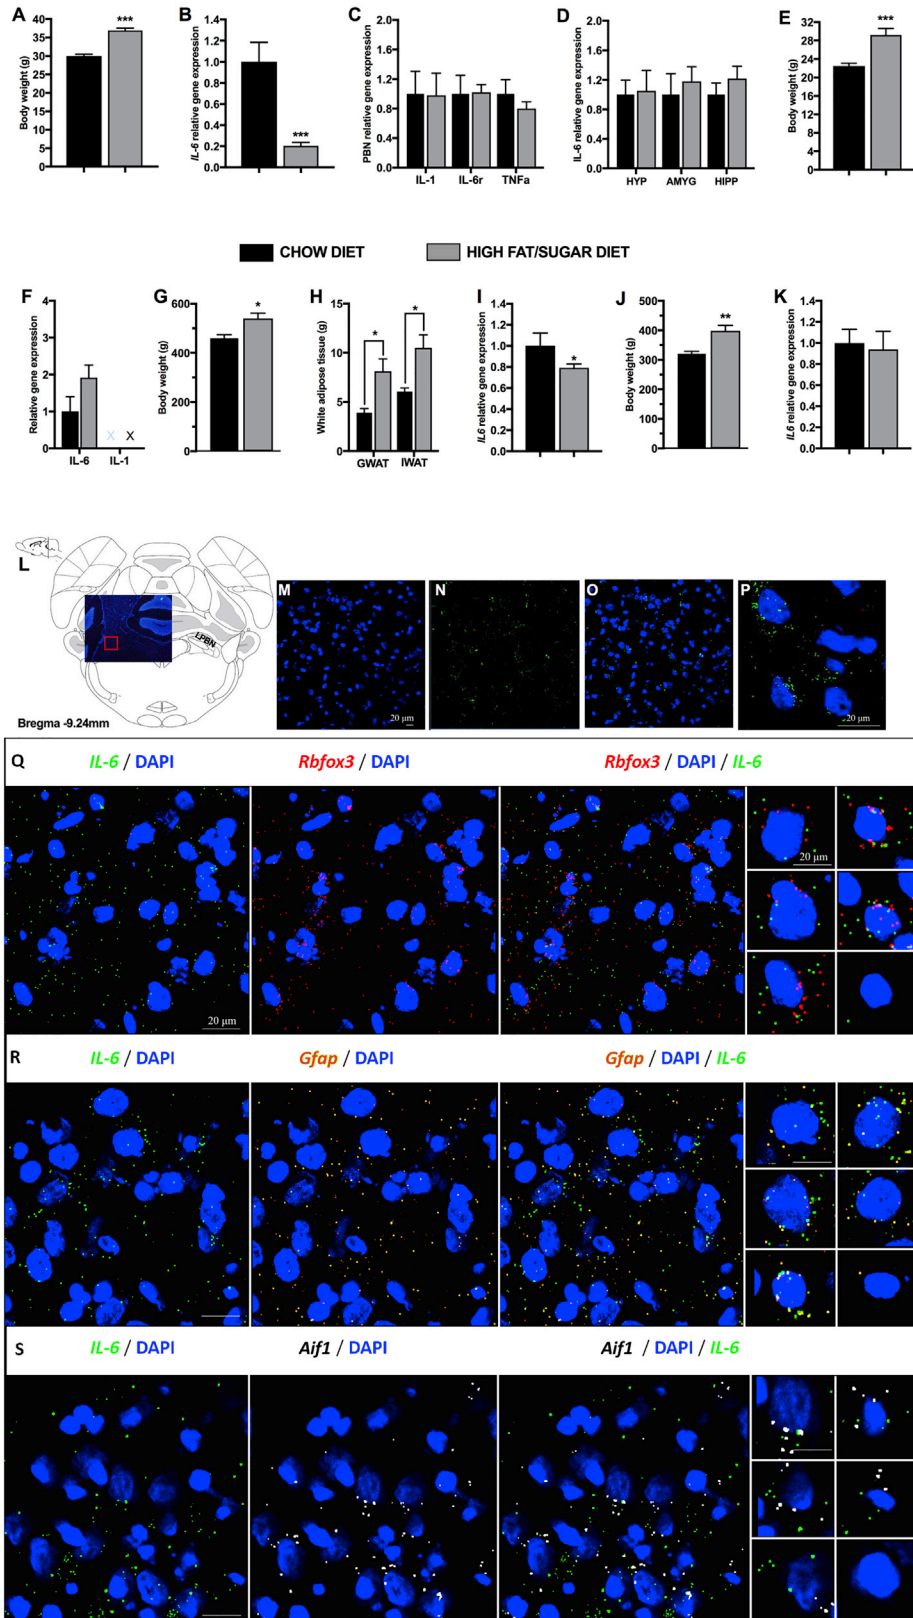 A
Body weight (g)
40
35
30
25
20
15
10
5
0
***
B
IL-6 relative gene expression
1.4
1.2
1.0
0.8
0.6
0.4
0.2
0.0
***
C
PBN relative gene expression
2.0
1.6
1.2
0.8
0.4
0.0
IL-1 IL-6r TNFa
D
IL-6 relative gene expression
2.0
1.6
1.2
0.8
0.4
0.0
HYP AMYG HIPP
E
Body weight (g)
32
28
24
20
16
12
8
4
0
***
CHOW DIET
HIGH FAT/SUGAR DIET
F
Relative gene expression
4
3
2
1
0
X X
IL-6 IL-1
G
Body weight (g)
600
400
200
0
*
H
White adipose tissue (g)
15
10
5
0
* *
GWAT IWAT
I
IL6 relative gene expression
1.4
1.2
1.0
0.8
0.6
0.4
0.2
0.0
*
J
Body weight (g)
500
400
300
200
100
0
**
K
IL6 relative gene expression
1.4
1.2
1.0
0.8
0.6
0.4
0.2
0.0
L
LPBN
Bregma -9.24mm
M
20 μm
N
O
P
20 μm
Q
IL-6 / DAPI
Rbfox3 / DAPI
Rbfox3 / DAPI / IL-6
20 μm
20 μm
R
IL-6 / DAPI
Gfap / DAPI
Gfap / DAPI / IL-6
S
IL-6 / DAPI
Aif1 / DAPI
Aif1 / DAPI / IL-6